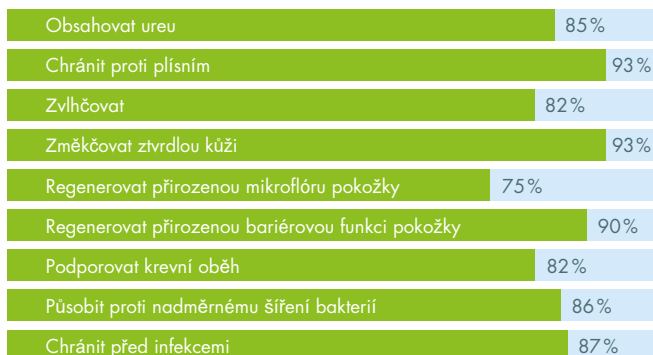 Obsahovat ureu 85%
Chránit proti plísním 93%
Zvlhčovat 82%
Změkčovat ztvrdlou kůži 93%
Regenerovat přirozenou mikroflóru pokožky 75%
Regenerovat přirozenou bariérovou funkci pokožky 90%
Podporovat krevní oběh 82%
Působit proti nadměrnému šíření bakterií 86%
Chránit před infekcemi 87%